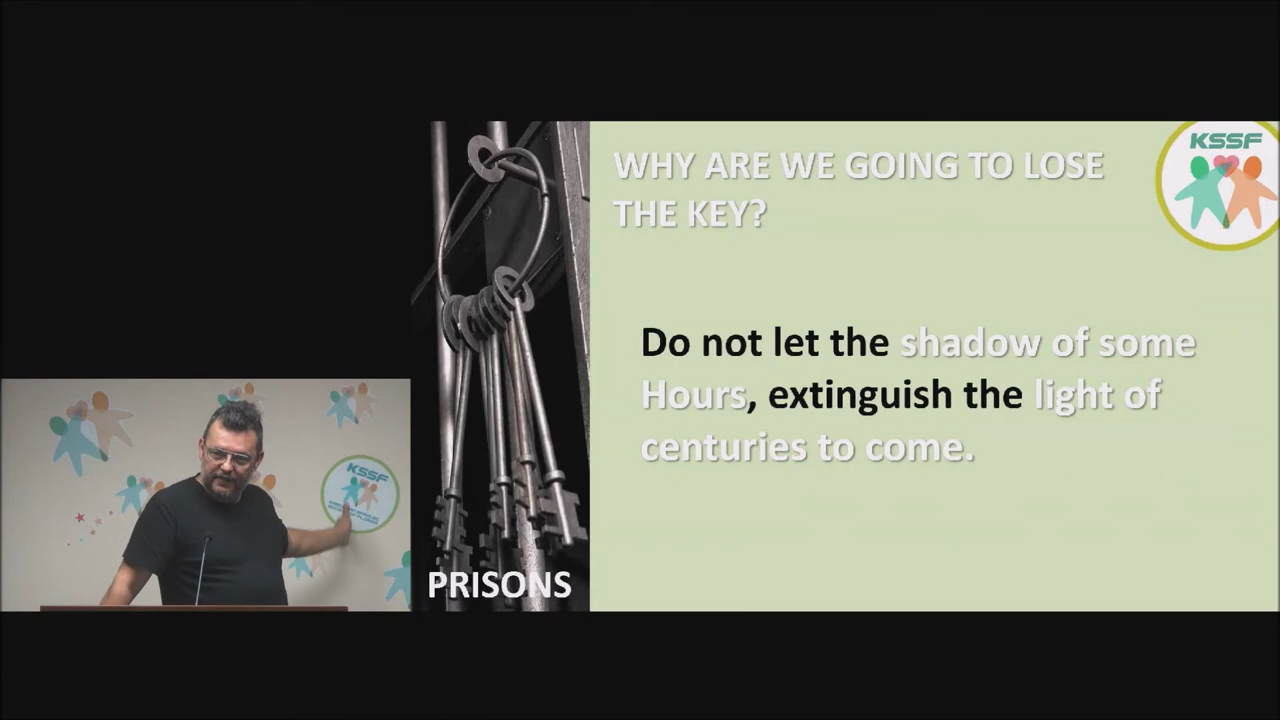 WHY ARE WE GOING TO LOSE
THE KEY?
KSSF
Do not let the shadow of some
Hours, extinguish the light of
centuries to come.
PRISONS
KSSF